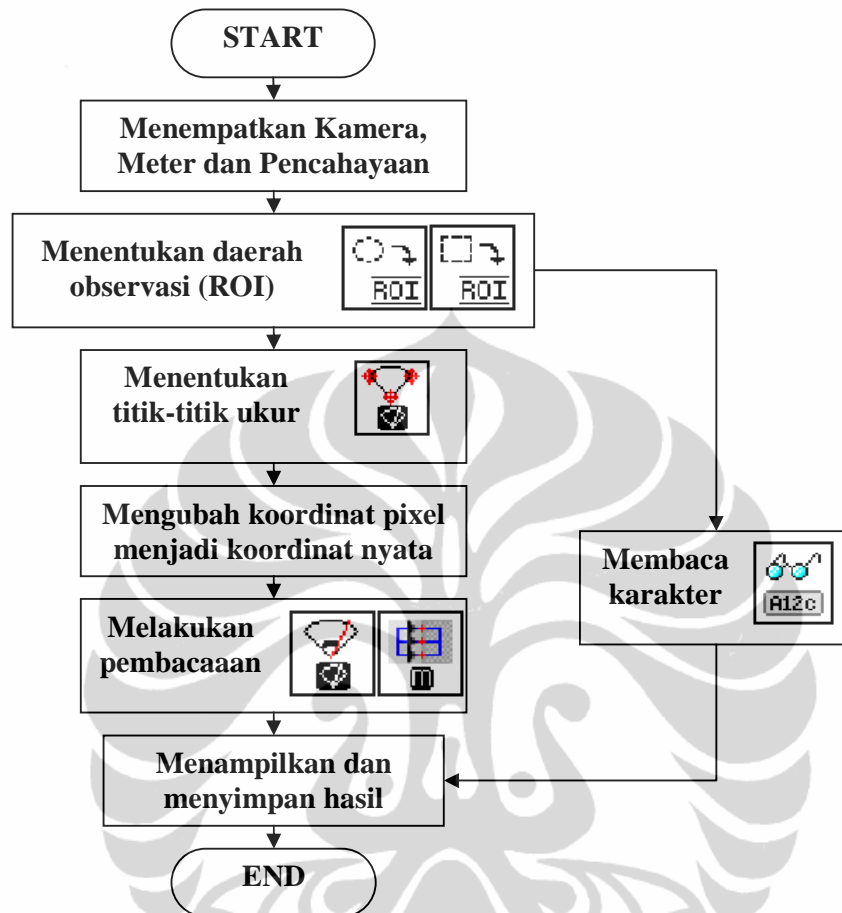 START
Menempatkan Kamera,
Meter dan Pencahayaan
Menentukan daerah
observasi (ROI)
ROI
ROI
Menentukan
titik-titik ukur
Mengubah koordinat pixel
menjadi koordinat nyata
Membaca
karakter
A12c
Melakukan
pembacaaan
Menampilkan dan
menyimpan hasil
END